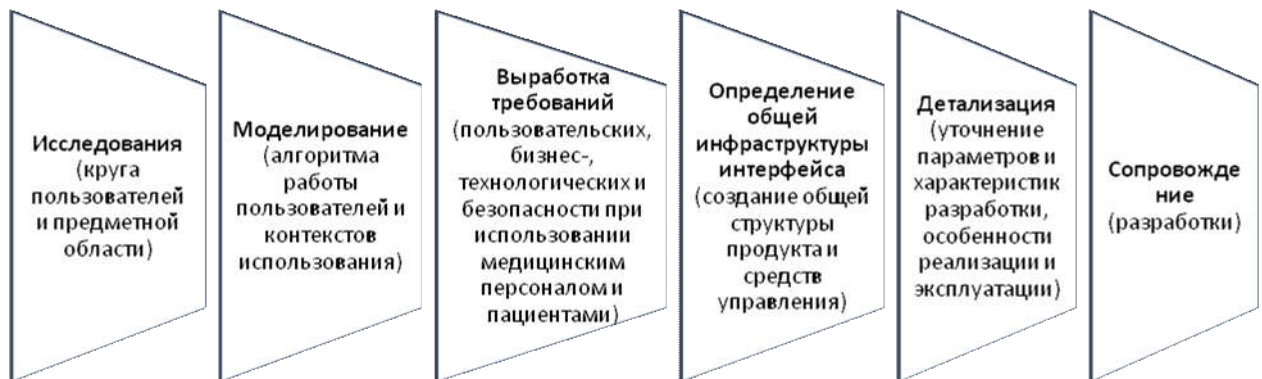 Исследования
(круга
пользователей
и предметной
области)
Моделирование
(алгоритма
работы
пользователей и
контекстов
использования)
Выработка
требований
(пользовательских,
бизнес-,
технологических и
безопасности при
использовании
медицинским
персоналом и
пациентами)
Определение
общей
инфраструктуры
интерфейса
(создание общей
структуры
продукта и
средств
управления)
Детализация
(уточнение
параметров и
характеристик
разработки,
особенности
реализации и
эксплуатации)
Сопровожде
ние
(разработки)